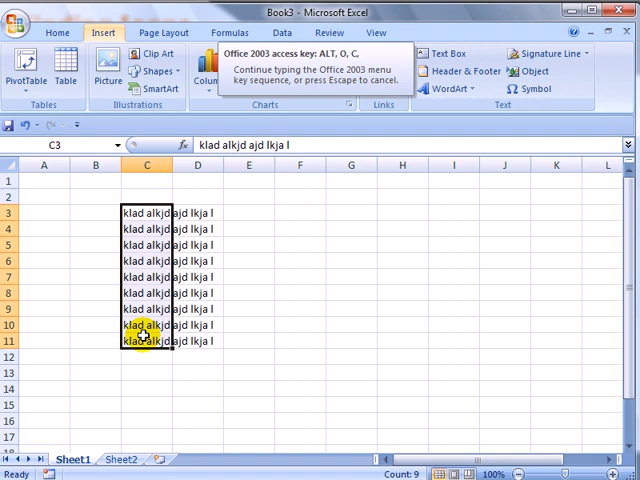 Book3 - Microsoft Excel
Home Insert Page Layout Formulas Data Review View
PivotTable Table Picture Clip Art Shapes SmartArt Column
Office 2003 access key: ALT, O, C,
Continue typing the Office 2003 menu
key sequence, or press Escape to cancel.
Text Box Header & Footer WordArt Signature Line Object Symbol
Tables Illustrations Charts Links Text
C3 fx klad alkjd ajd lkja l
A B C D E F G H I J K L
1
2
3 klad alkjd ajd lkja l
4 klad alkjd ajd lkja l
5 klad alkjd ajd lkja l
6 klad alkjd ajd lkja l
7 klad alkjd ajd lkja l
8 klad alkjd ajd lkja l
9 klad alkjd ajd lkja l
10 klad alkjd ajd lkja l
11 klad alkjd ajd lkja l
12
13
14
15
16
17
Sheet1 Sheet2
Ready Count: 9 100%